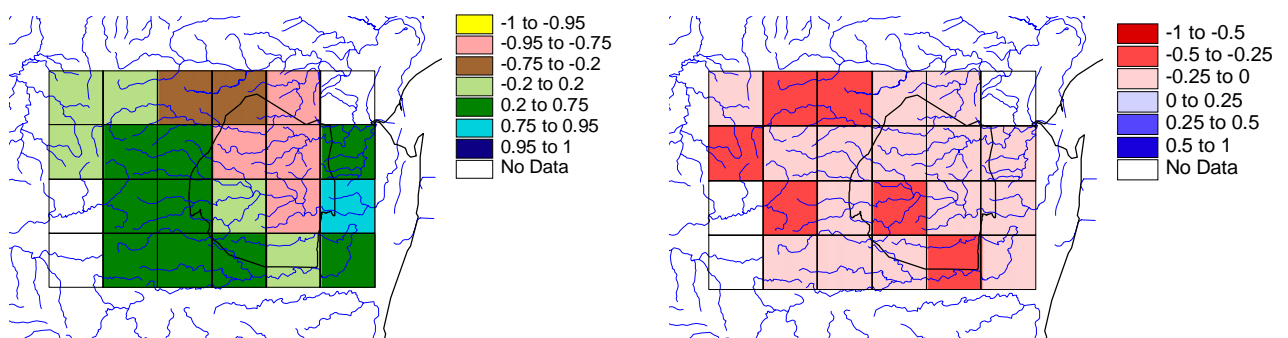 -1 to -0.95
-0.95 to -0.75
-0.75 to -0.2
-0.2 to 0.2
0.2 to 0.75
0.75 to 0.95
0.95 to 1
No Data
-1 to -0.5
-0.5 to -0.25
-0.25 to 0
0 to 0.25
0.25 to 0.5
0.5 to 1
No Data